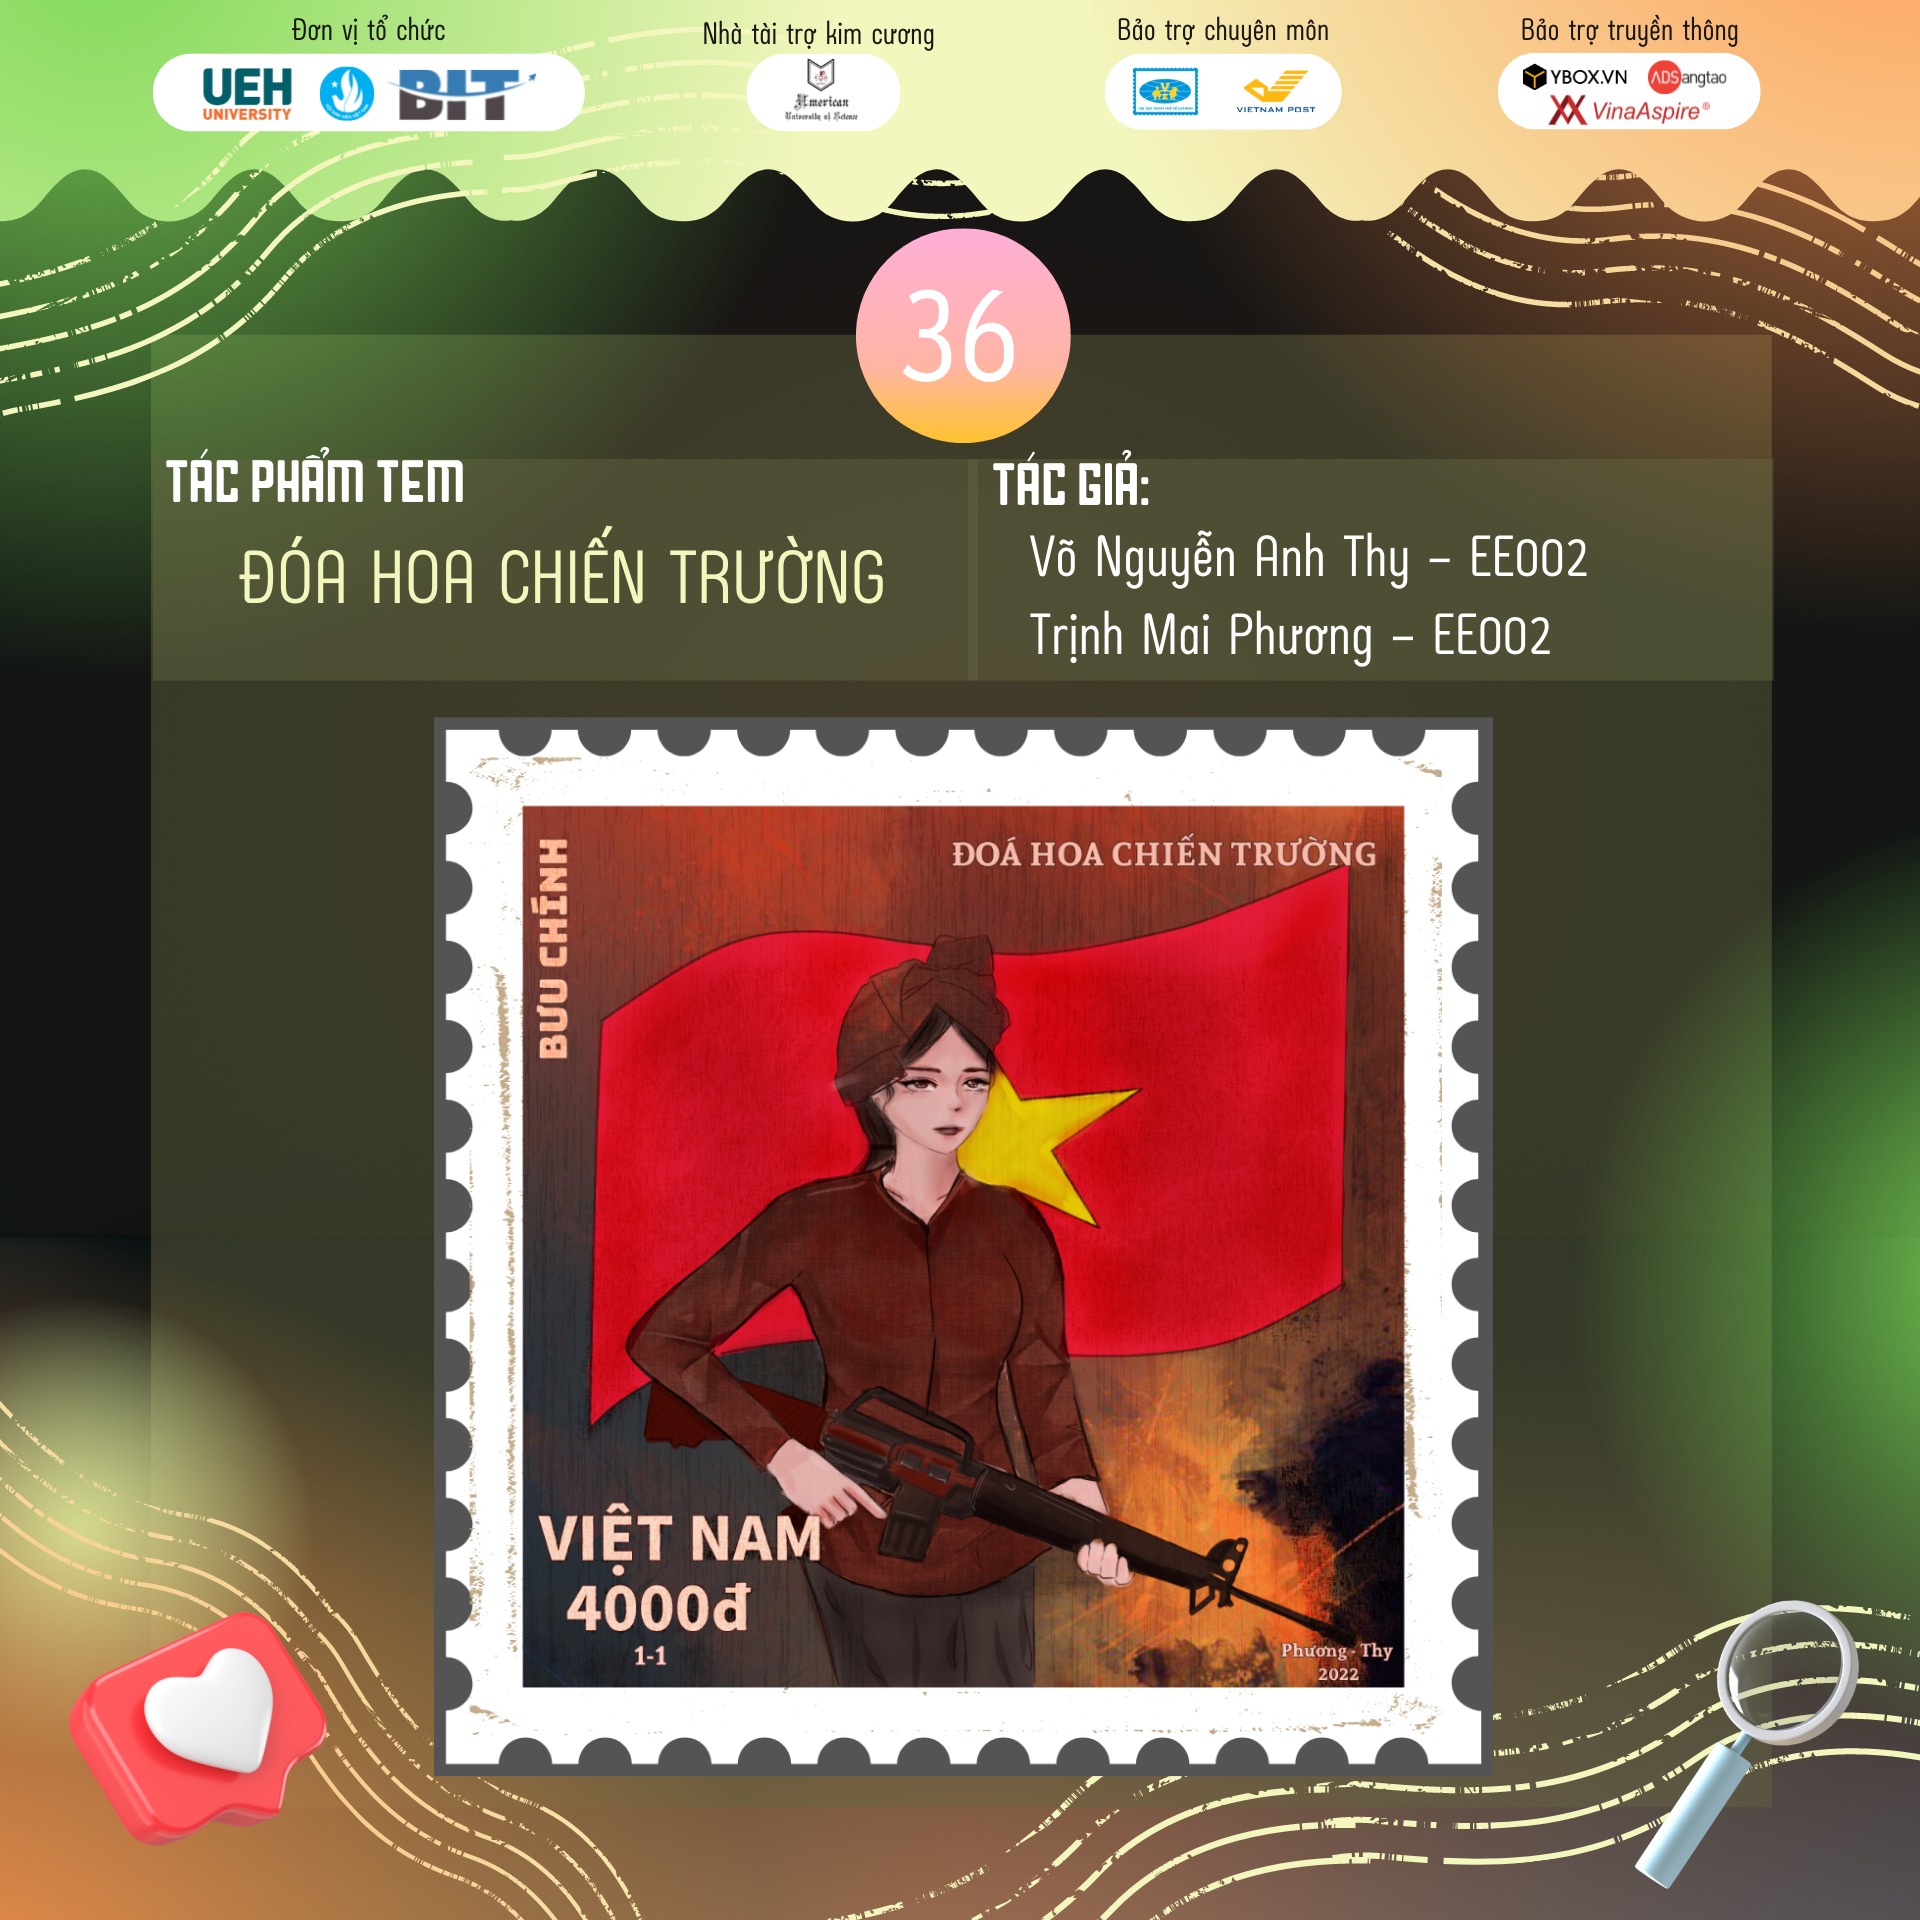 Đơn vị tổ chức
Nhà tài trợ kim cương
Bảo trợ chuyên môn
Bảo trợ truyền thông
UEH
UNIVERSITY
BIT
American
University of Science
VIETNAM POST
YBOX.VN
ADSangtao
VinaAspire®
36
TÁC PHẨM TEM
ĐÓA HOA CHIẾN TRƯỜNG
TÁC GIẢ:
Võ Nguyễn Anh Thy – EE002
Trịnh Mai Phương – EE002
BƯU CHÍNH
ĐOÁ HOA CHIẾN TRƯỜNG
VIỆT NAM
4000đ
1-1
Phương - Thy
2022